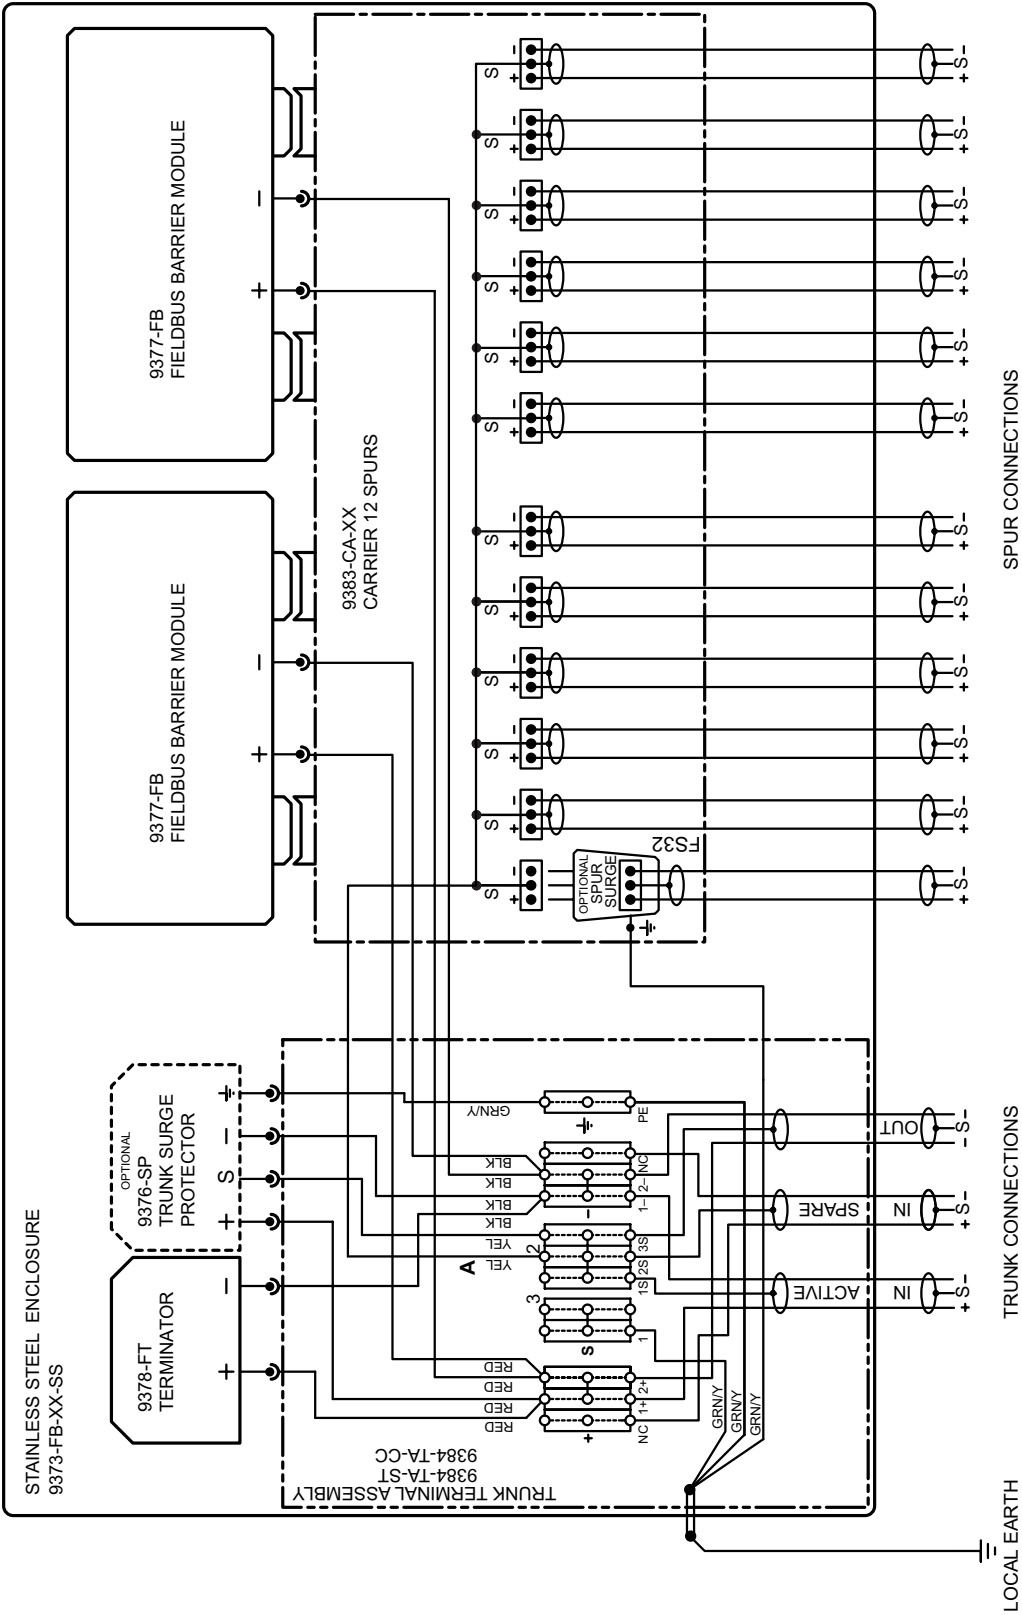 STAINLESS STEEL ENCLOSURE
9373-FB-XX-SS
9378-FT
TERMINATOR
+
–
OPTIONAL
9376-SP
TRUNK SURGE
PROTECTOR
+
S
–
9377-FB
FIELDBUS BARRIER MODULE
+
–
9377-FB
FIELDBUS BARRIER MODULE
+
–
TRUNK TERMINAL ASSEMBLY
9384-TA-ST
9384-TA-CC
RED
RED
RED
RED
YEL
YEL
BLK
BLK
BLK
BLK
GRN/Y
A
3
2
+
S
–
NC
1+
2+
1
1S
2S
3S
1–
2–
NC
PE
GRN/Y
GRN/Y
GRN/Y
ACTIVE
IN
SPARE
IN
OUT
+
S
–
+
S
–
–
S
–
9383-CA-XX
CARRIER 12 SPURS
+ S –
+ S –
+ S –
+ S –
+ S –
+ S –
+ S –
+ S –
+ S –
+ S –
+ S –
+ S –
OPTIONAL
SPUR
SURGE
FS32
+ S –
+ S –
+ S –
+ S –
+ S –
+ S –
+ S –
+ S –
+ S –
+ S –
+ S –
+ S –
LOCAL EARTH
TRUNK CONNECTIONS
SPUR CONNECTIONS